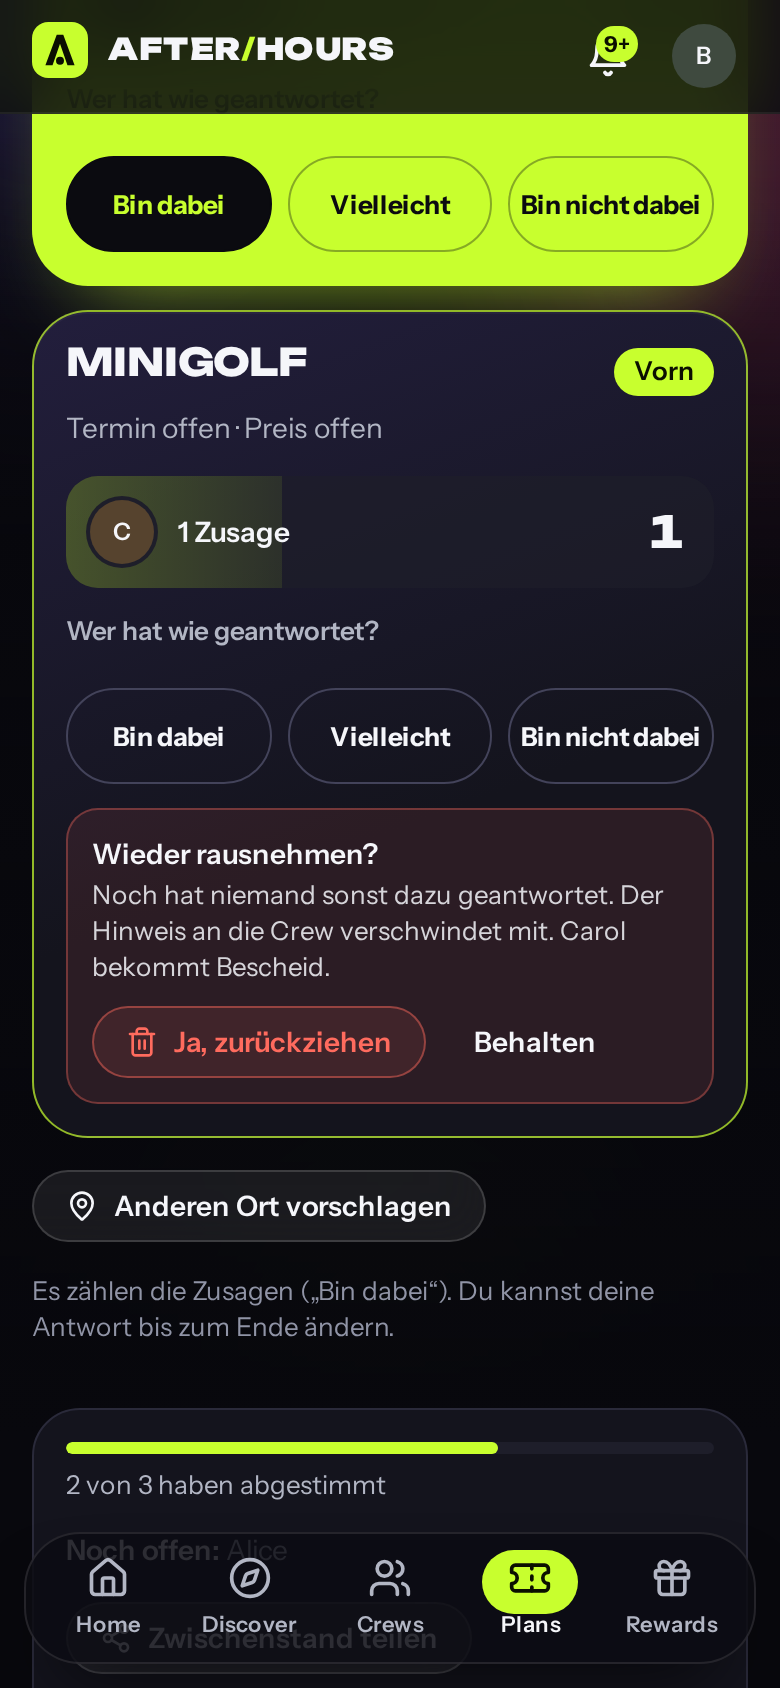 AFTER/HOURS
9+
B
Wer hat wie geantwortet?
Bin dabei
Vielleicht
Bin nicht dabei
MINIGOLF
Vorn
Termin offen · Preis offen
C
1 Zusage
1
Wer hat wie geantwortet?
Bin dabei
Vielleicht
Bin nicht dabei
Wieder rausnehmen?
Noch hat niemand sonst dazu geantwortet. Der
Hinweis an die Crew verschwindet mit. Carol
bekommt Bescheid.
Ja, zurückziehen
Behalten
Anderen Ort vorschlagen
Es zählen die Zusagen („Bin dabei“). Du kannst deine
Antwort bis zum Ende ändern.
2 von 3 haben abgestimmt
Noch offen: Alice
Zwischenstand teilen
Home
Discover
Crews
Plans
Rewards